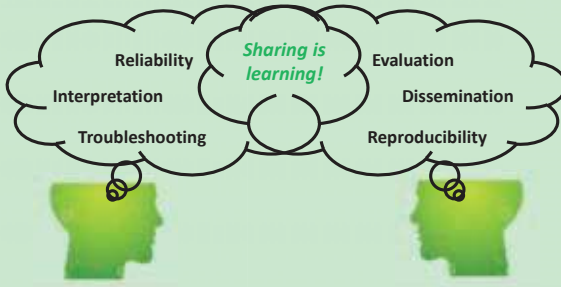 Reliability
Interpretation
Troubleshooting
Sharing is
learning!
Evaluation
Dissemination
Reproducibility